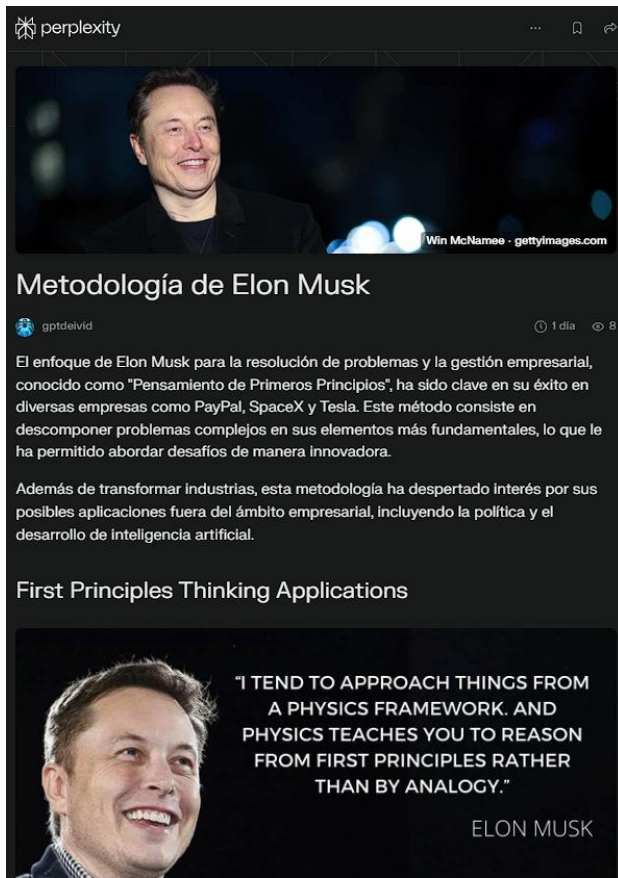 perplexity
Win McNamee - gettyimages.com
Metodología de Elon Musk
gptdeivid
1 día
8
El enfoque de Elon Musk para la resolución de problemas y la gestión empresarial,
conocido como "Pensamiento de Primeros Principios", ha sido clave en su éxito en
diversas empresas como PayPal, SpaceX y Tesla. Este método consiste en
descomponer problemas complejos en sus elementos más fundamentales, lo que le
ha permitido abordar desafíos de manera innovadora.
Además de transformar industrias, esta metodología ha despertado interés por sus
posibles aplicaciones fuera del ámbito empresarial, incluyendo la política y el
desarrollo de inteligencia artificial.
First Principles Thinking Applications
“I TEND TO APPROACH THINGS FROM
A PHYSICS FRAMEWORK. AND
PHYSICS TEACHES YOU TO REASON
FROM FIRST PRINCIPLES RATHER
THAN BY ANALOGY.”
ELON MUSK